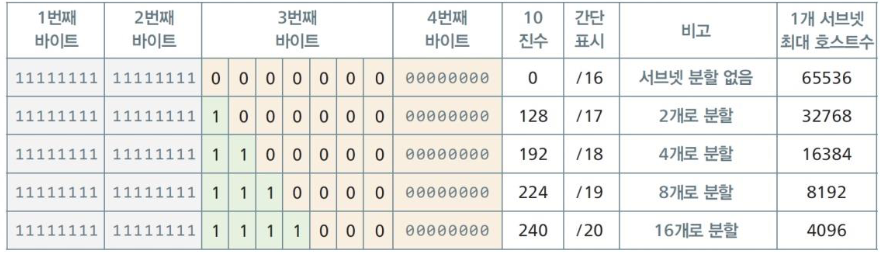 1번째 바이트 2번째 바이트 3번째 바이트 4번째 바이트 10진수 간단 표시 비고 1개 서브넷 최대 호스트수
11111111 11111111 0 0 0 0 0 0 0 00000000 0 /16 서브넷 분할 없음 65536
11111111 11111111 1 0 0 0 0 0 0 00000000 128 /17 2개로 분할 32768
11111111 11111111 1 1 0 0 0 0 0 00000000 192 /18 4개로 분할 16384
11111111 11111111 1 1 1 0 0 0 0 00000000 224 /19 8개로 분할 8192
11111111 11111111 1 1 1 1 0 0 0 00000000 240 /20 16개로 분할 4096